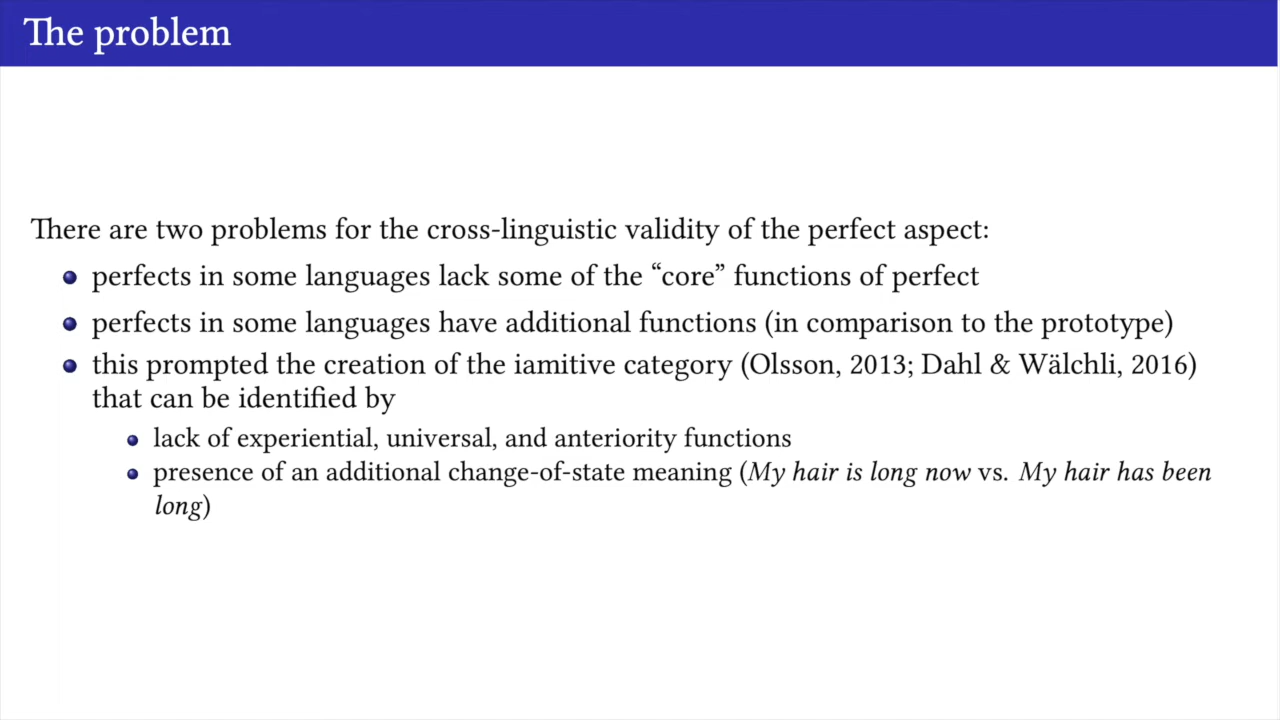 The problem
There are two problems for the cross-linguistic validity of the perfect aspect:
perfects in some languages lack some of the “core” functions of perfect
perfects in some languages have additional functions (in comparison to the prototype)
this prompted the creation of the iamitive category (Olsson, 2013; Dahl & Wälchli, 2016)
that can be identified by
lack of experiential, universal, and anteriority functions
presence of an additional change-of-state meaning (My hair is long now vs. My hair has been
long)